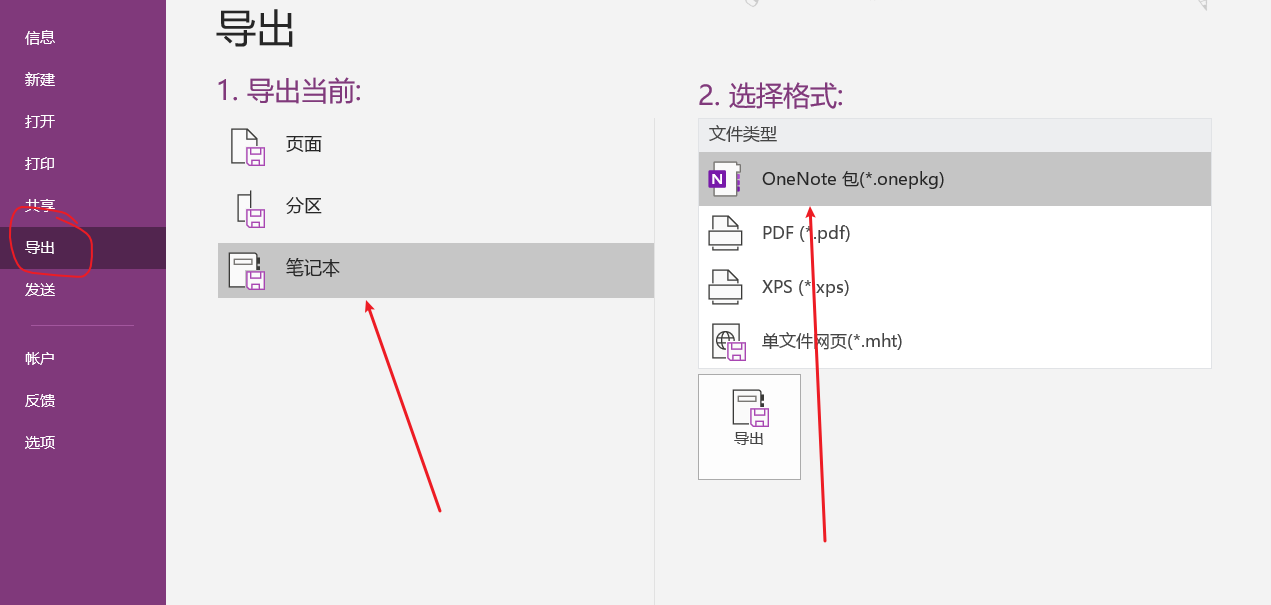 信息
新建
打开
打印
共享
导出
发送
帐户
反馈
选项
导出
1. 导出当前:
页面
分区
笔记本
2. 选择格式:
文件类型
OneNote 包(*.onepkg)
PDF (*.pdf)
XPS (*.xps)
单文件网页(*.mht)
导出